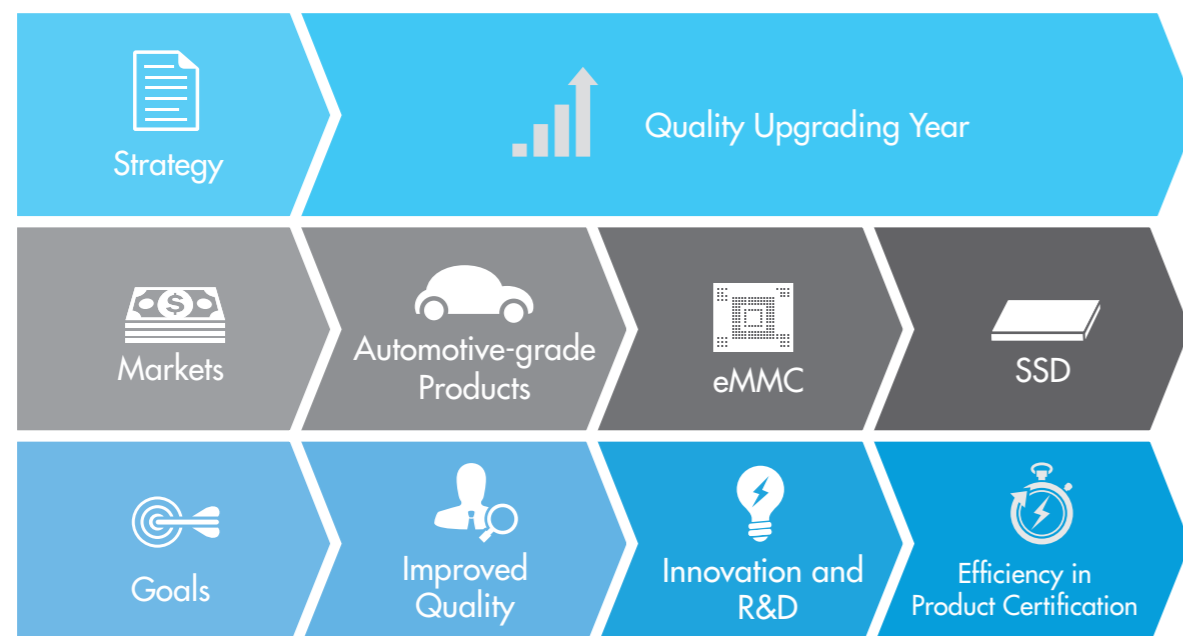 Strategy
Quality Upgrading Year
Markets
$
Automotive-grade
Products
eMMC
SSD
Goals
Improved
Quality
Innovation and
R&D
Efficiency in
Product Certification